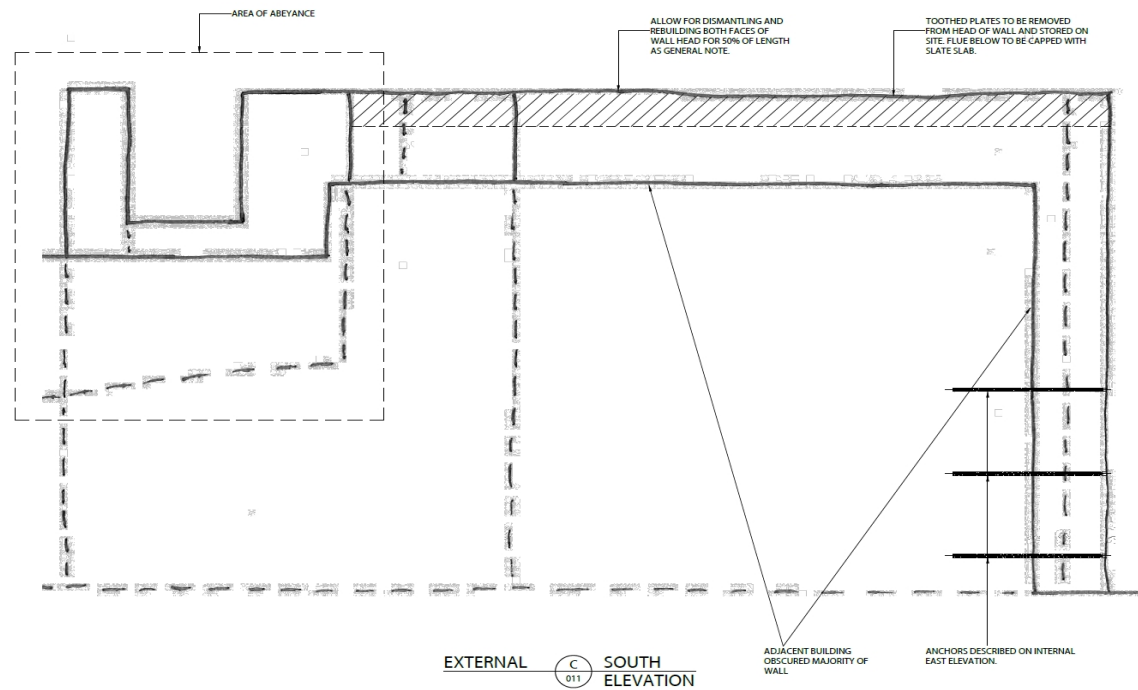 AREA OF ABEYANCE
ALLOW FOR DISMANTLING AND
REBUILDING BOTH FACES OF
WALL HEAD FOR 50% OF LENGTH
AS GENERAL NOTE.
TOOTHED PLATES TO BE REMOVED
FROM HEAD OF WALL AND STORED ON
SITE. FLUE BELOW TO BE CAPPED WITH
SLATE SLAB.
ADJACENT BUILDING
OBSCURED MAJORITY OF
WALL
ANCHORS DESCRIBED ON INTERNAL
EAST ELEVATION.
EXTERNAL
C
011
SOUTH
ELEVATION